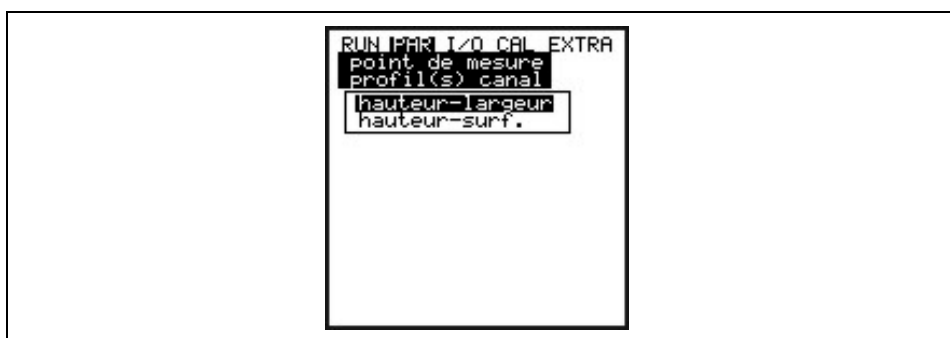 RUN PAR I/O CAL EXTRA
point de mesure
profil(s) canal
hauteur-largeur
hauteur-surf.